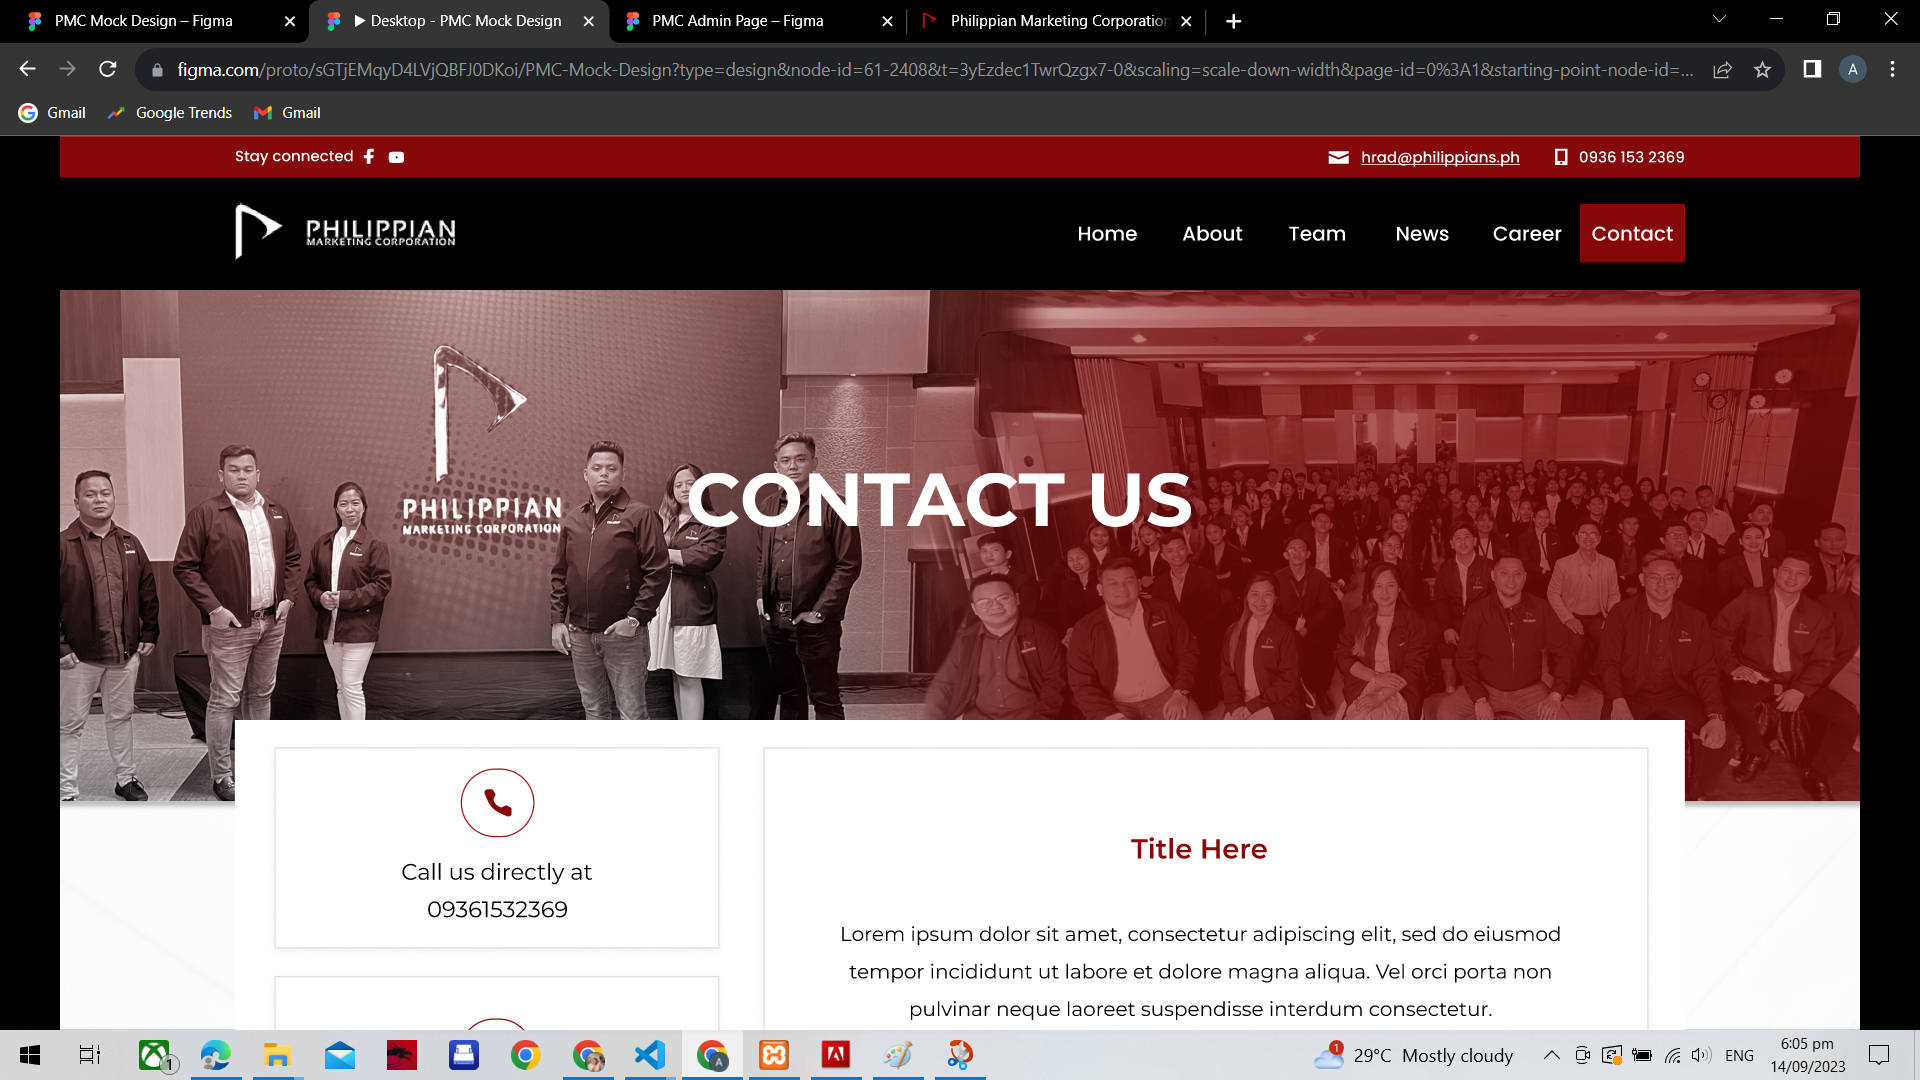 PMC Mock Design – Figma
▶ Desktop - PMC Mock Design
PMC Admin Page – Figma
Philippian Marketing Corporation
figma.com/proto/sGTjEMqyD4LVjQBFJ0DKoi/PMC-Mock-Design?type=design&node-id=61-2408&t=3yEzdec1TwrQzgx7-0&scaling=scale-down-width&page-id=0%3A1&starting-point-node-id=...
A
Gmail
Google Trends
Gmail
Stay connected
hrad@philippians.ph
0936 153 2369
PHILIPPIAN
MARKETING CORPORATION
Home
About
Team
News
Career
Contact
PHILIPPIAN
MARKETING CORPORATION
CONTACT US
Call us directly at
09361532369
Title Here
Lorem ipsum dolor sit amet, consectetur adipiscing elit, sed do eiusmod
tempor incididunt ut labore et dolore magna aliqua. Vel orci porta non
pulvinar neque laoreet suspendisse interdum consectetur.
1
A
1
29°C Mostly cloudy
ENG
6:05 pm
14/09/2023